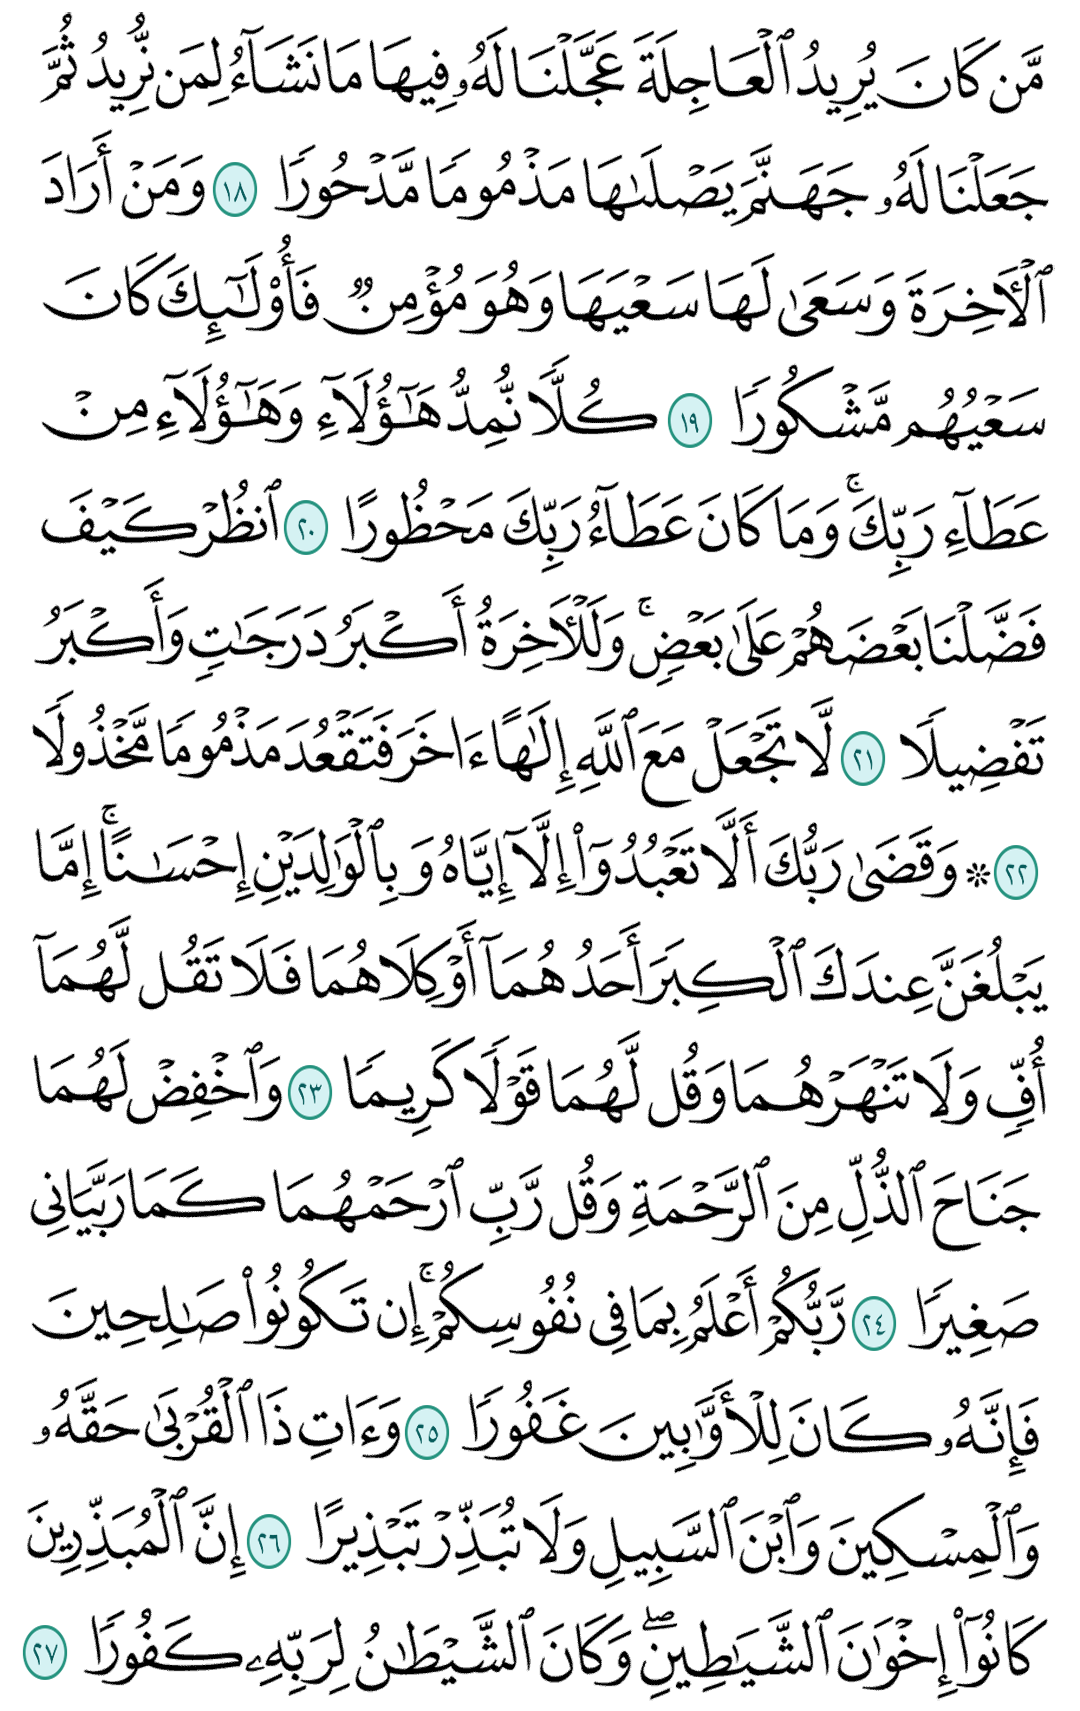 مَّن كَانَ يُرِيدُ ٱلْعَاجِلَةَ عَجَّلْنَا لَهُۥ فِيهَا مَا نَشَآءُ لِمَن نُّرِيدُ ثُمَّ
جَعَلْنَا لَهُۥ جَهَنَّمَ يَصْلَىٰهَا مَذْمُومًا مَّدْحُورًا ١٨ وَمَنْ أَرَادَ
ٱلْأَخِرَةَ وَسَعَىٰ لَهَا سَعْيَهَا وَهُوَ مُؤْمِنٌ فَأُوْلَٰٓئِكَ كَانَ
سَعْيُهُم مَّشْكُورًا ١٩ كُلًّا نُّمِدُّ هَٰٓؤُلَآءِ وَهَٰٓؤُلَآءِ مِنْ
عَطَآءِ رَبِّكَ ۚ وَمَا كَانَ عَطَآءُ رَبِّكَ مَحْظُورًا ٢٠ ٱنظُرْ كَيْفَ
فَضَّلْنَا بَعْضَهُمْ عَلَىٰ بَعْضٍ ۚ وَلَلْأَخِرَةُ أَكْبَرُ دَرَجَٰتٍ وَأَكْبَرُ
تَفْضِيلًا ٢١ لَّا تَجْعَلْ مَعَ ٱللَّهِ إِلَٰهًا ءَاخَرَ فَتَقْعُدَ مَذْمُومًا مَّخْذُولًا
٢٢ ۞ وَقَضَىٰ رَبُّكَ أَلَّا تَعْبُدُوٓاْ إِلَّآ إِيَّاهُ وَبِٱلْوَٰلِدَيْنِ إِحْسَٰنًا ۚ إِمَّا
يَبْلُغَنَّ عِندَكَ ٱلْكِبَرَ أَحَدُهُمَآ أَوْ كِلَاهُمَا فَلَا تَقُل لَّهُمَآ
أُفٍّ وَلَا تَنْهَرْهُمَا وَقُل لَّهُمَا قَوْلًا كَرِيمًا ٢٣ وَٱخْفِضْ لَهُمَا
جَنَاحَ ٱلذُّلِّ مِنَ ٱلرَّحْمَةِ وَقُل رَّبِّ ٱرْحَمْهُمَا كَمَا رَبَّيَانِي
صَغِيرًا ٢٤ رَّبُّكُمْ أَعْلَمُ بِمَا فِي نُفُوسِكُمْ ۚ إِن تَكُونُواْ صَٰلِحِينَ
فَإِنَّهُۥ كَانَ لِلْأَوَّٰبِينَ غَفُورًا ٢٥ وَءَاتِ ذَا ٱلْقُرْبَىٰ حَقَّهُۥ
وَٱلْمِسْكِينَ وَٱبْنَ ٱلسَّبِيلِ وَلَا تُبَذِّرْ تَبْذِيرًا ٢٦ إِنَّ ٱلْمُبَذِّرِينَ
كَانُوٓاْ إِخْوَٰنَ ٱلشَّيَٰطِينِ ۖ وَكَانَ ٱلشَّيْطَٰنُ لِرَبِّهِۦ كَفُورًا ٢٧